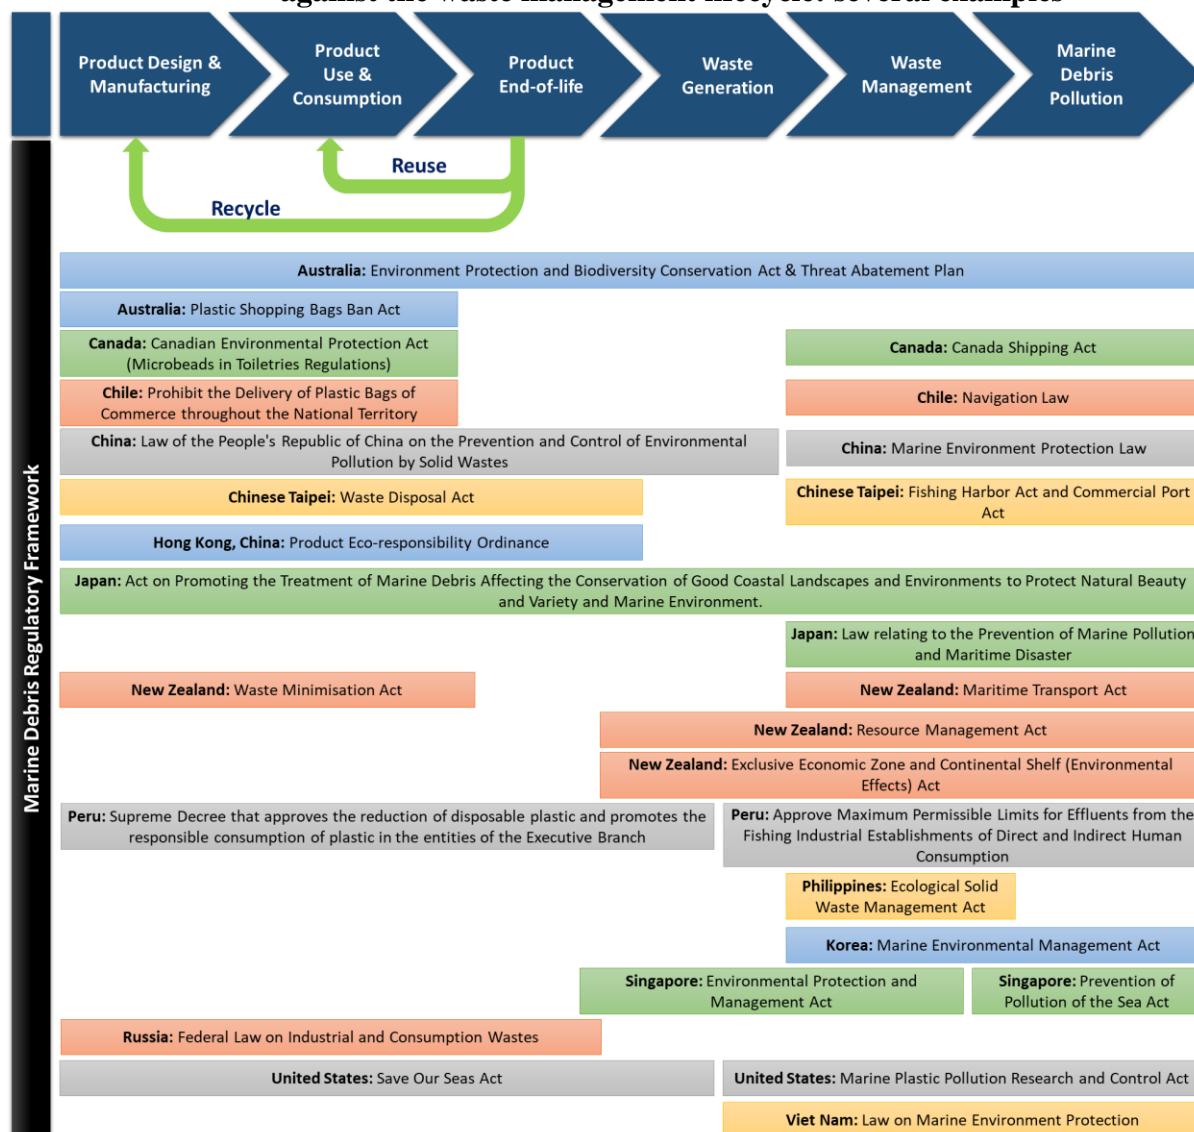 against the waste management lifecycle: several examples
Product Design &
Manufacturing
Product
Use &
Consumption
Product
End-of-life
Waste
Generation
Waste
Management
Marine
Debris
Pollution
Reuse
Recycle
Marine Debris Regulatory Framework
Australia: Environment Protection and Biodiversity Conservation Act & Threat Abatement Plan
Australia: Plastic Shopping Bags Ban Act
Canada: Canadian Environmental Protection Act
(Microbeads in Toiletries Regulations)
Canada: Canada Shipping Act
Chile: Prohibit the Delivery of Plastic Bags of
Commerce throughout the National Territory
Chile: Navigation Law
China: Law of the People's Republic of China on the Prevention and Control of Environmental
Pollution by Solid Wastes
China: Marine Environment Protection Law
Chinese Taipei: Waste Disposal Act
Chinese Taipei: Fishing Harbor Act and Commercial Port
Act
Hong Kong, China: Product Eco-responsibility Ordinance
Japan: Act on Promoting the Treatment of Marine Debris Affecting the Conservation of Good Coastal Landscapes and Environments to Protect Natural Beauty
and Variety and Marine Environment.
Japan: Law relating to the Prevention of Marine Pollution
and Maritime Disaster
New Zealand: Waste Minimisation Act
New Zealand: Maritime Transport Act
New Zealand: Resource Management Act
New Zealand: Exclusive Economic Zone and Continental Shelf (Environmental
Effects) Act
Peru: Supreme Decree that approves the reduction of disposable plastic and promotes the
responsible consumption of plastic in the entities of the Executive Branch
Peru: Approve Maximum Permissible Limits for Effluents from the
Fishing Industrial Establishments of Direct and Indirect Human
Consumption
Philippines: Ecological Solid
Waste Management Act
Korea: Marine Environmental Management Act
Singapore: Environmental Protection and
Management Act
Singapore: Prevention of
Pollution of the Sea Act
Russia: Federal Law on Industrial and Consumption Wastes
United States: Save Our Seas Act
United States: Marine Plastic Pollution Research and Control Act
Viet Nam: Law on Marine Environment Protection